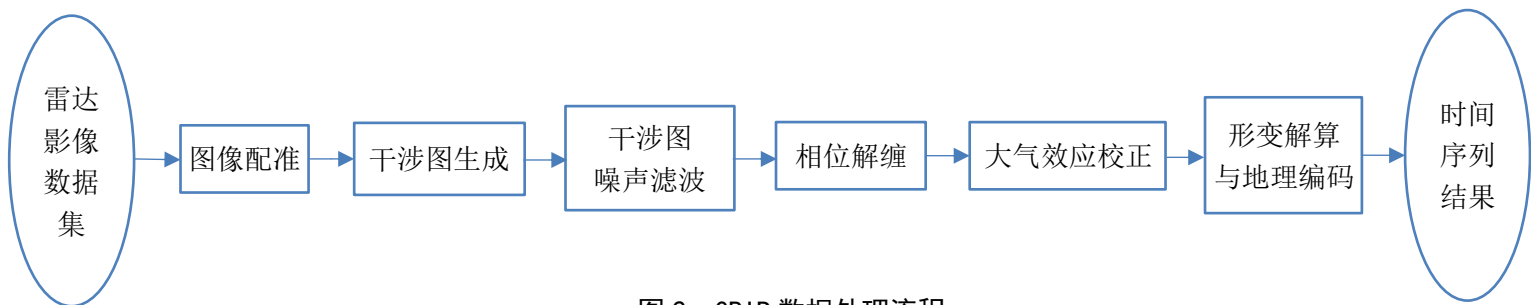 雷达
影像
数据
集
图像配准
干涉图生成
干涉图
噪声滤波
相位解缠
大气效应校正
形变解算
与地理编码
时间
序列
结果